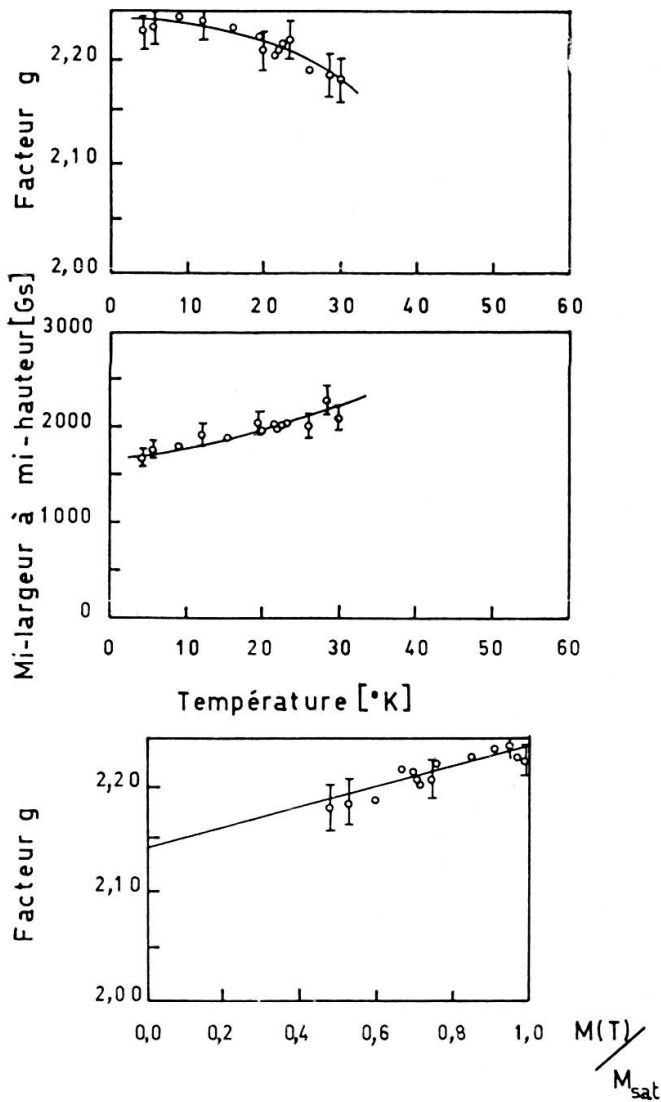 Facteur g
2,20
2,10
2,00
0 10 20 30 40 50 60
Mi-largeur à mi-hauteur [Gs]
3000
2000
1000
0
0 10 20 30 40 50 60
Température [°K]
Facteur g
2,20
2,10
2,00
0,0 0,2 0,4 0,6 0,8 1,0
M(T)/
Msat